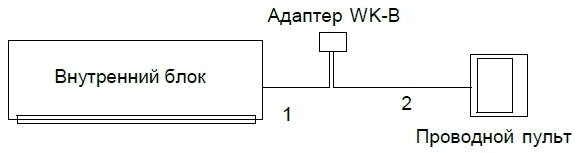 Адаптер WK-B
Внутренний блок
1
2
Проводной пульт